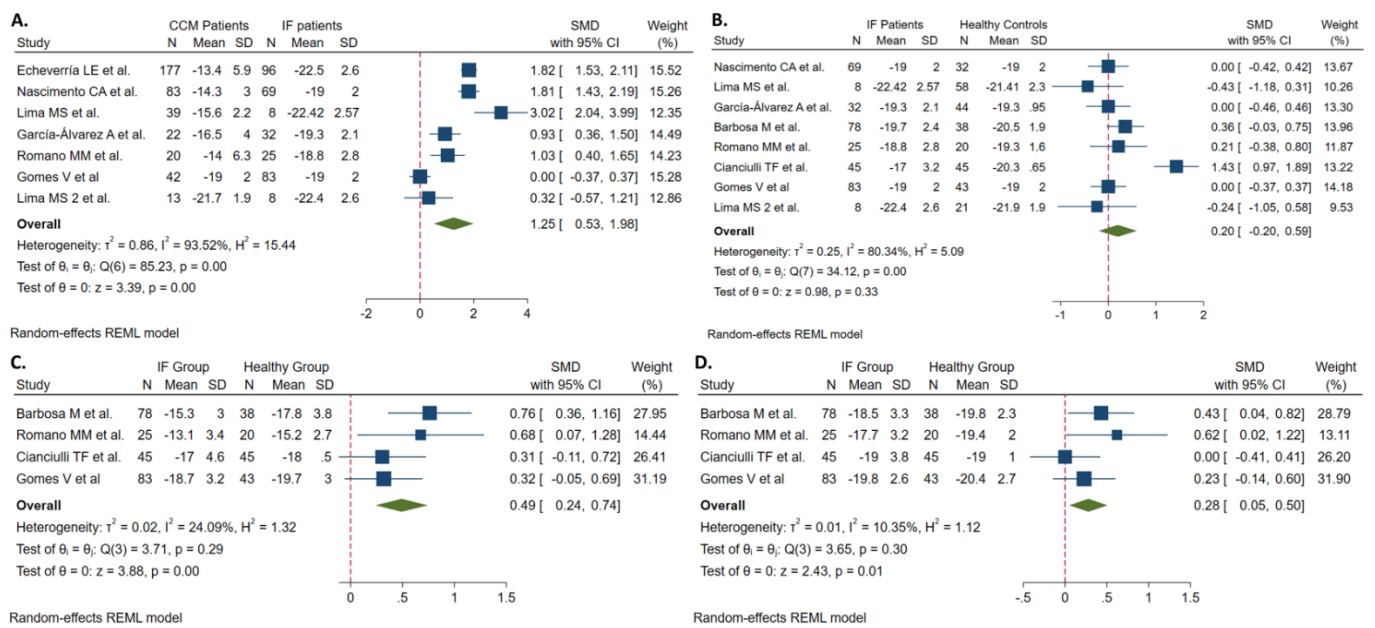 A.
CCM Patients IF patients SMD Weight
Study N Mean SD N Mean SD with 95% CI (%)
Echeverría LE et al. 177 -13.4 5.9 96 -22.5 2.6 1.82 [ 1.53, 2.11] 15.52
Nascimento CA et al. 83 -14.3 3 69 -19 2 1.81 [ 1.43, 2.19] 15.26
Lima MS et al. 39 -15.6 2.2 8 -22.42 2.57 3.02 [ 2.04, 3.99] 12.35
García-Álvarez A et al. 22 -16.5 4 32 -19.3 2.1 0.93 [ 0.36, 1.50] 14.49
Romano MM et al. 20 -14 6.3 25 -18.8 2.8 1.03 [ 0.40, 1.65] 14.23
Gomes V et al. 42 -19 2 83 -19 2 0.00 [ -0.37, 0.37] 15.28
Lima MS 2 et al. 13 -21.7 1.9 8 -22.4 2.6 0.32 [ -0.57, 1.21] 12.86
Overall 1.25 [ 0.53, 1.98]
Heterogeneity: τ² = 0.86, I² = 93.52%, H² = 15.44
Test of θᵢ = θⱼ: Q(6) = 85.23, p = 0.00
Test of θ = 0: z = 3.39, p = 0.00
-2 0 2 4
Random-effects REML model
B.
IF Patients Healthy Controls SMD Weight
Study N Mean SD N Mean SD with 95% CI (%)
Nascimento CA et al. 69 -19 2 32 -19 2 0.00 [ -0.42, 0.42] 13.67
Lima MS et al. 8 -22.42 2.57 58 -21.41 2.3 -0.43 [ -1.18, 0.31] 10.26
García-Álvarez A et al. 32 -19.3 2.1 44 -19.3 .95 0.00 [ -0.46, 0.46] 13.30
Barbosa M et al. 78 -19.7 2.4 38 -20.5 1.9 0.36 [ -0.03, 0.75] 13.96
Romano MM et al. 25 -18.8 2.8 20 -19.3 1.6 0.21 [ -0.38, 0.80] 11.87
Cianciulli TF et al. 45 -17 3.2 45 -20.3 .65 1.43 [ 0.97, 1.89] 13.22
Gomes V et al 83 -19 2 43 -19 2 0.00 [ -0.37, 0.37] 14.18
Lima MS 2 et al. 8 -22.4 2.6 21 -21.9 1.9 -0.24 [ -1.05, 0.58] 9.53
Overall 0.20 [ -0.20, 0.59]
Heterogeneity: τ² = 0.25, I² = 80.34%, H² = 5.09
Test of θᵢ = θⱼ: Q(7) = 34.12, p = 0.00
Test of θ = 0: z = 0.98, p = 0.33
-1 0 1 2
Random-effects REML model
C.
IF Group Healthy Group SMD Weight
Study N Mean SD N Mean SD with 95% CI (%)
Barbosa M et al. 78 -15.3 3 38 -17.8 3.8 0.76 [ 0.36, 1.16] 27.95
Romano MM et al. 25 -13.1 3.4 20 -15.2 2.7 0.68 [ 0.07, 1.28] 14.44
Cianciulli TF et al. 45 -17 4.6 45 -18 .5 0.31 [ -0.11, 0.72] 26.41
Gomes V et al 83 -18.7 3.2 43 -19.7 3 0.32 [ -0.05, 0.69] 31.19
Overall 0.49 [ 0.24, 0.74]
Heterogeneity: τ² = 0.02, I² = 24.09%, H² = 1.32
Test of θᵢ = θⱼ: Q(3) = 3.71, p = 0.29
Test of θ = 0: z = 3.88, p = 0.00
0 .5 1 1.5
Random-effects REML model
D.
IF Group Healthy Group SMD Weight
Study N Mean SD N Mean SD with 95% CI (%)
Barbosa M et al. 78 -18.5 3.3 38 -19.8 2.3 0.43 [ 0.04, 0.82] 28.79
Romano MM et al. 25 -17.7 3.2 20 -19.4 2 0.62 [ 0.02, 1.22] 13.11
Cianciulli TF et al. 45 -19 3.8 45 -19 1 0.00 [ -0.41, 0.41] 26.20
Gomes V et al 83 -19.8 2.6 43 -20.4 2.7 0.23 [ -0.14, 0.60] 31.90
Overall 0.28 [ 0.05, 0.50]
Heterogeneity: τ² = 0.01, I² = 10.35%, H² = 1.12
Test of θᵢ = θⱼ: Q(3) = 3.65, p = 0.30
Test of θ = 0: z = 2.43, p = 0.01
-.5 0 .5 1 1.5
Random-effects REML model